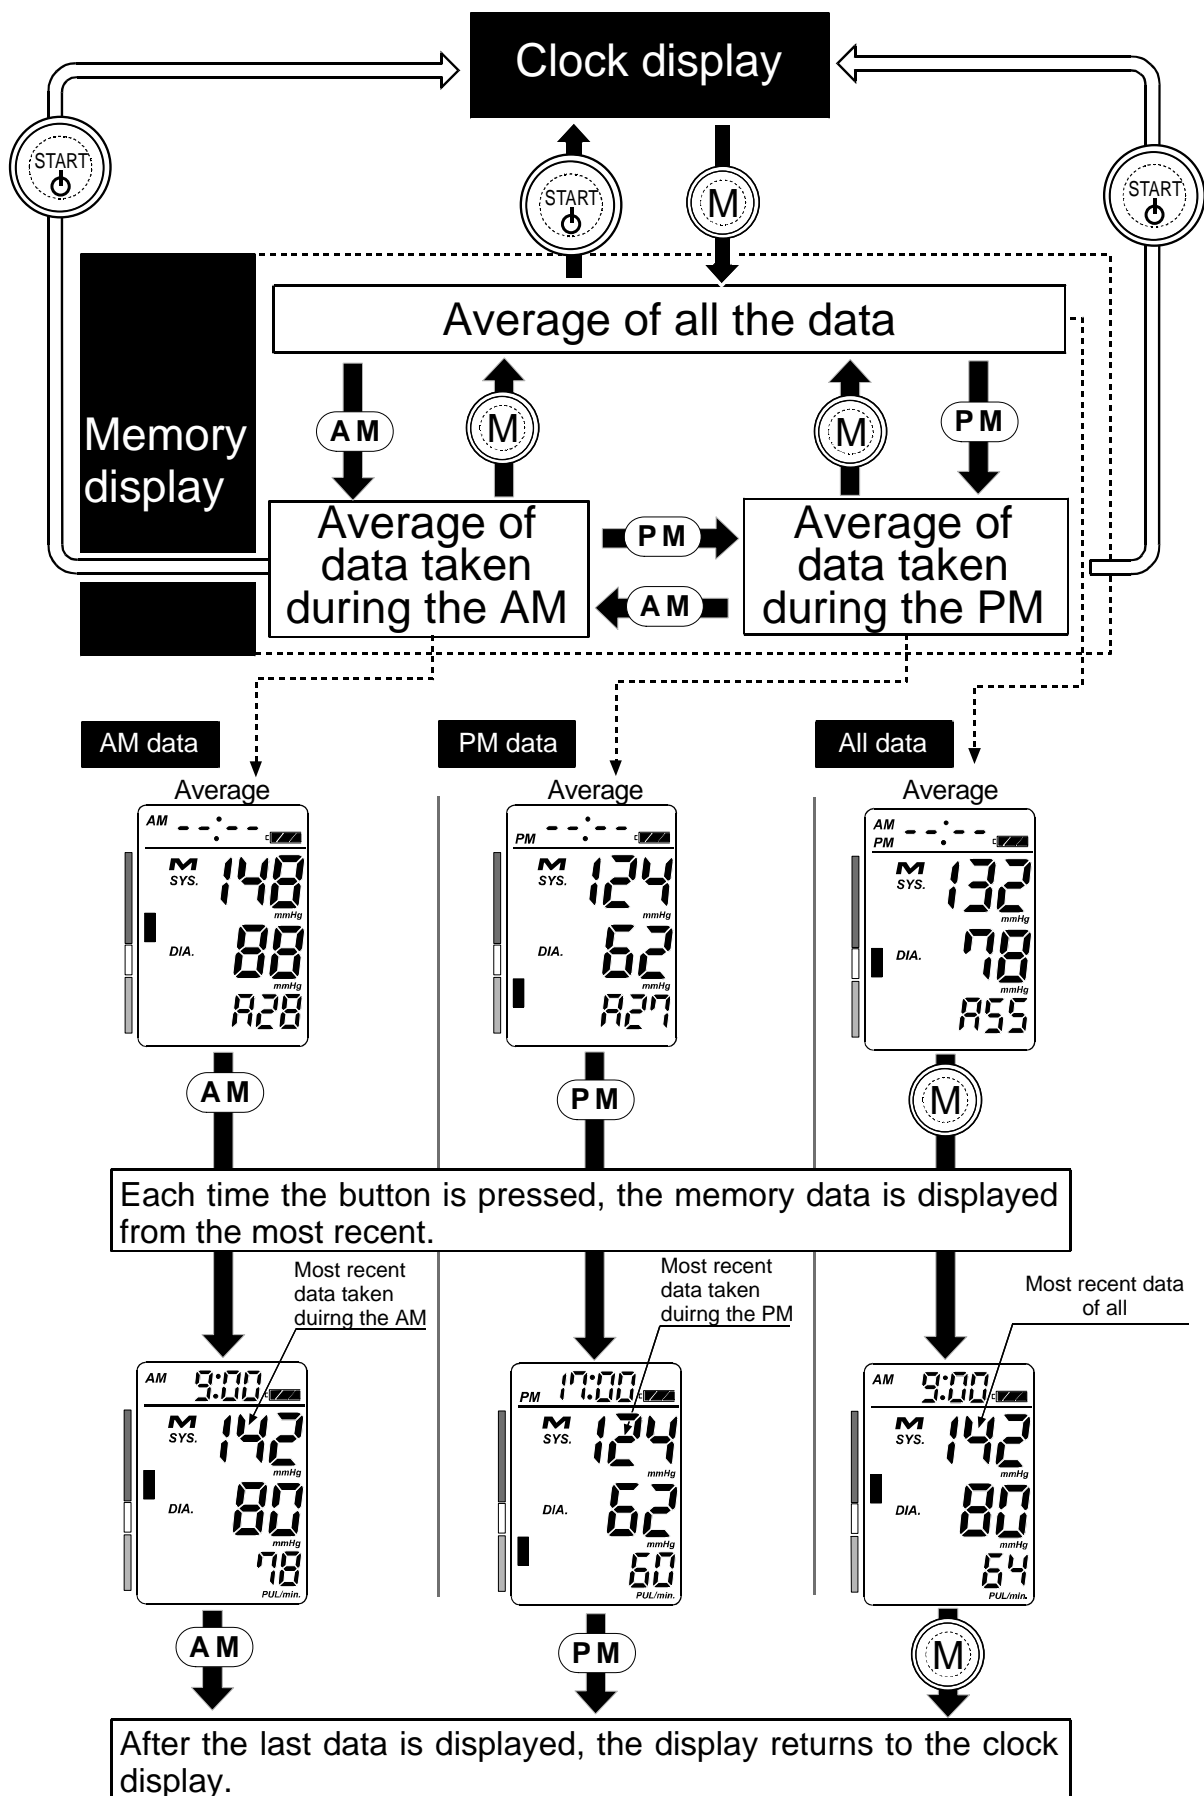 Clock display
START
START
M
START
Average of all the data
Memory
display
AM
M
M
PM
Average of
data taken
during the AM
PM
AM
Average of
data taken
during the PM
AM data
PM data
All data
Average
Average
Average
AM --:--
M
SYS. 148
mmHg
DIA. 88
mmHg
A28
PM --:--
M
SYS. 124
mmHg
DIA. 62
mmHg
A27
AM
PM --:--
M
SYS. 132
mmHg
DIA. 78
mmHg
A55
AM
PM
M
Each time the button is pressed, the memory data is displayed
from the most recent.
Most recent
data taken
duirng the AM
Most recent
data taken
duirng the PM
Most recent data
of all
AM 9:00
M
SYS. 142
mmHg
DIA. 80
mmHg
78
PUL/min.
PM 17:00
M
SYS. 124
mmHg
DIA. 62
mmHg
60
PUL/min.
AM 9:00
M
SYS. 142
mmHg
DIA. 80
mmHg
64
PUL/min.
AM
PM
M
After the last data is displayed, the display returns to the clock
display.